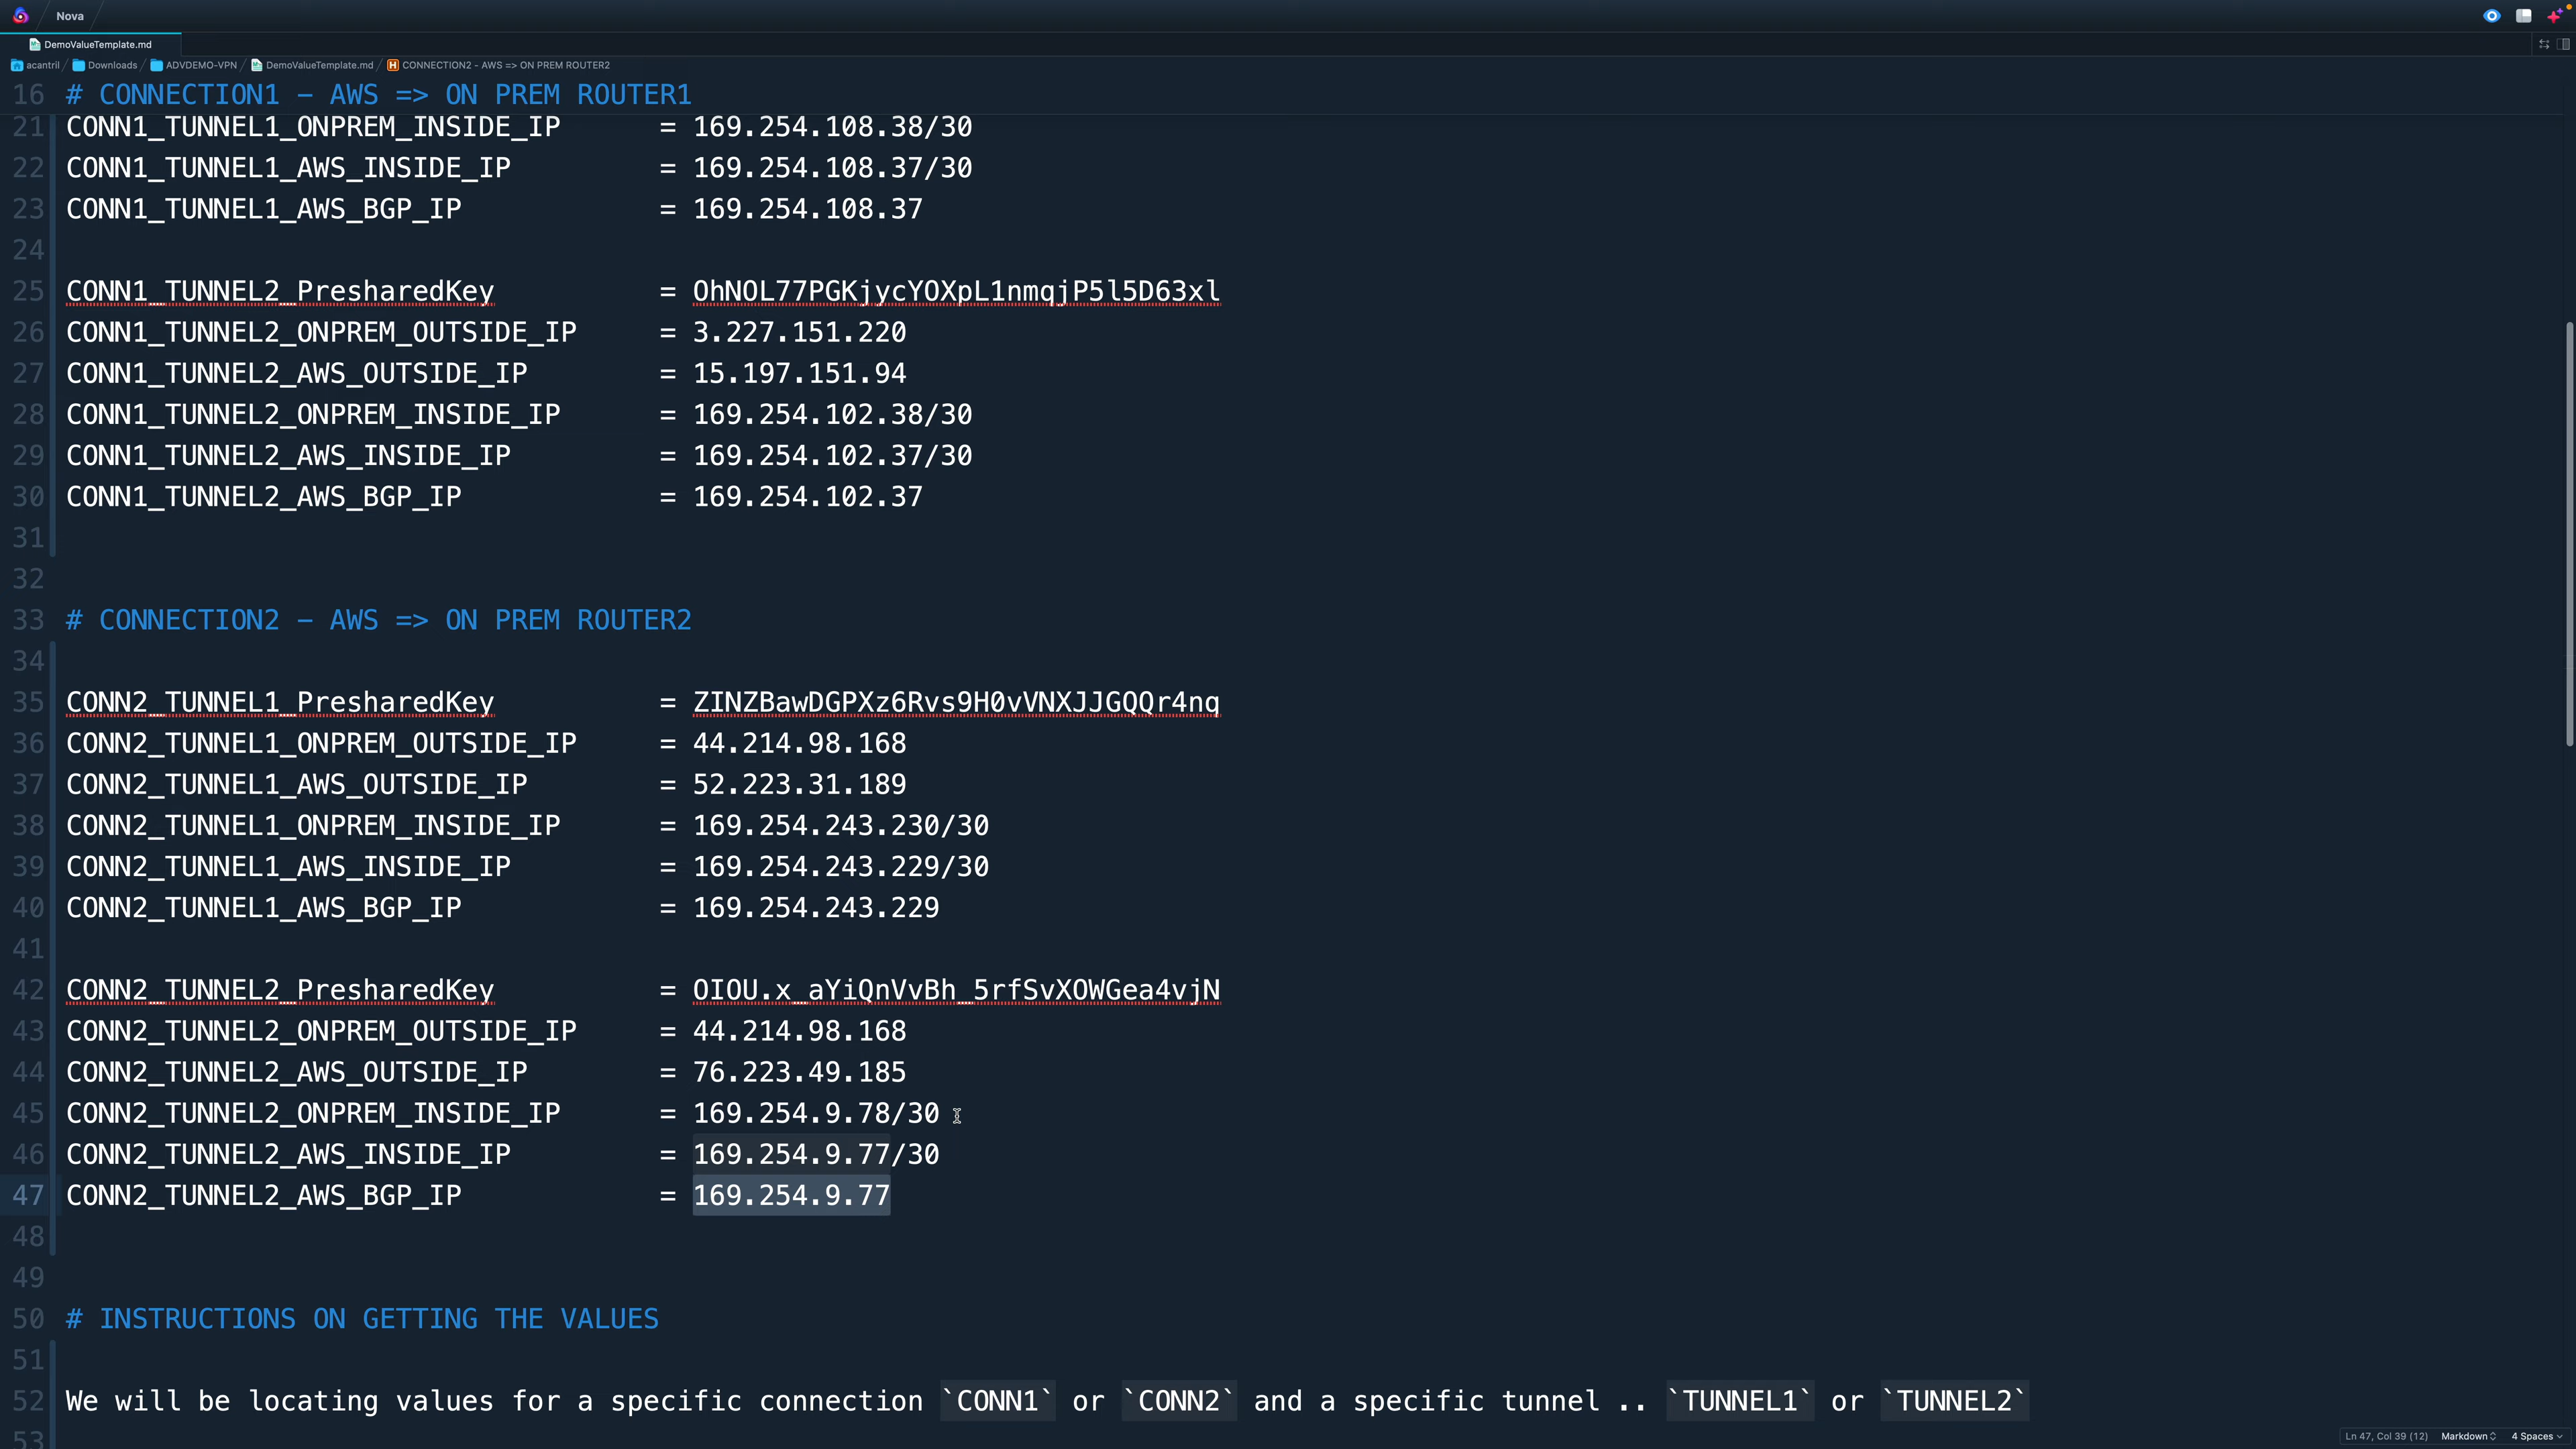 Nova
DemoValueTemplate.md
acantril / Downloads / ADVDEMO-VPN / DemoValueTemplate.md / H CONNECTION2 - AWS => ON PREM ROUTER2
16 # CONNECTION1 – AWS => ON PREM ROUTER1
21 CONN1_TUNNEL1_ONPREM_INSIDE_IP = 169.254.108.38/30
22 CONN1_TUNNEL1_AWS_INSIDE_IP = 169.254.108.37/30
23 CONN1_TUNNEL1_AWS_BGP_IP = 169.254.108.37
24
25 CONN1_TUNNEL2_PresharedKey = OhNOL77PGKjycYOXpL1nmqjP5l5D63xl
26 CONN1_TUNNEL2_ONPREM_OUTSIDE_IP = 3.227.151.220
27 CONN1_TUNNEL2_AWS_OUTSIDE_IP = 15.197.151.94
28 CONN1_TUNNEL2_ONPREM_INSIDE_IP = 169.254.102.38/30
29 CONN1_TUNNEL2_AWS_INSIDE_IP = 169.254.102.37/30
30 CONN1_TUNNEL2_AWS_BGP_IP = 169.254.102.37
31
32
33 # CONNECTION2 – AWS => ON PREM ROUTER2
34
35 CONN2_TUNNEL1_PresharedKey = ZINZBawDGPXz6Rvs9H0vVNXJJGQQr4nq
36 CONN2_TUNNEL1_ONPREM_OUTSIDE_IP = 44.214.98.168
37 CONN2_TUNNEL1_AWS_OUTSIDE_IP = 52.223.31.189
38 CONN2_TUNNEL1_ONPREM_INSIDE_IP = 169.254.243.230/30
39 CONN2_TUNNEL1_AWS_INSIDE_IP = 169.254.243.229/30
40 CONN2_TUNNEL1_AWS_BGP_IP = 169.254.243.229
41
42 CONN2_TUNNEL2_PresharedKey = OIOU.x_aYiQnVvBh_5rfSvXOWGea4vjN
43 CONN2_TUNNEL2_ONPREM_OUTSIDE_IP = 44.214.98.168
44 CONN2_TUNNEL2_AWS_OUTSIDE_IP = 76.223.49.185
45 CONN2_TUNNEL2_ONPREM_INSIDE_IP = 169.254.9.78/30
46 CONN2_TUNNEL2_AWS_INSIDE_IP = 169.254.9.77/30
47 CONN2_TUNNEL2_AWS_BGP_IP = 169.254.9.77
48
49
50 # INSTRUCTIONS ON GETTING THE VALUES
51
52 We will be locating values for a specific connection `CONN1` or `CONN2` and a specific tunnel .. `TUNNEL1` or `TUNNEL2`
53
Ln 47, Col 39 (12) Markdown 4 Spaces